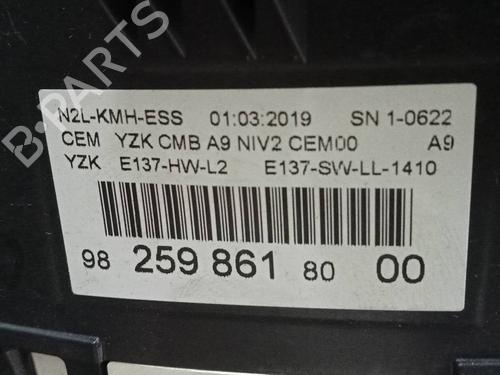 N2L-KMH-ESS 01:03:2019 SN 1-0622
CEM YZK CMB A9 NIV2 CEM00 A9
YZK E137-HW-L2 E137-SW-LL-1410
98 259 861 80 00
B-PARTS